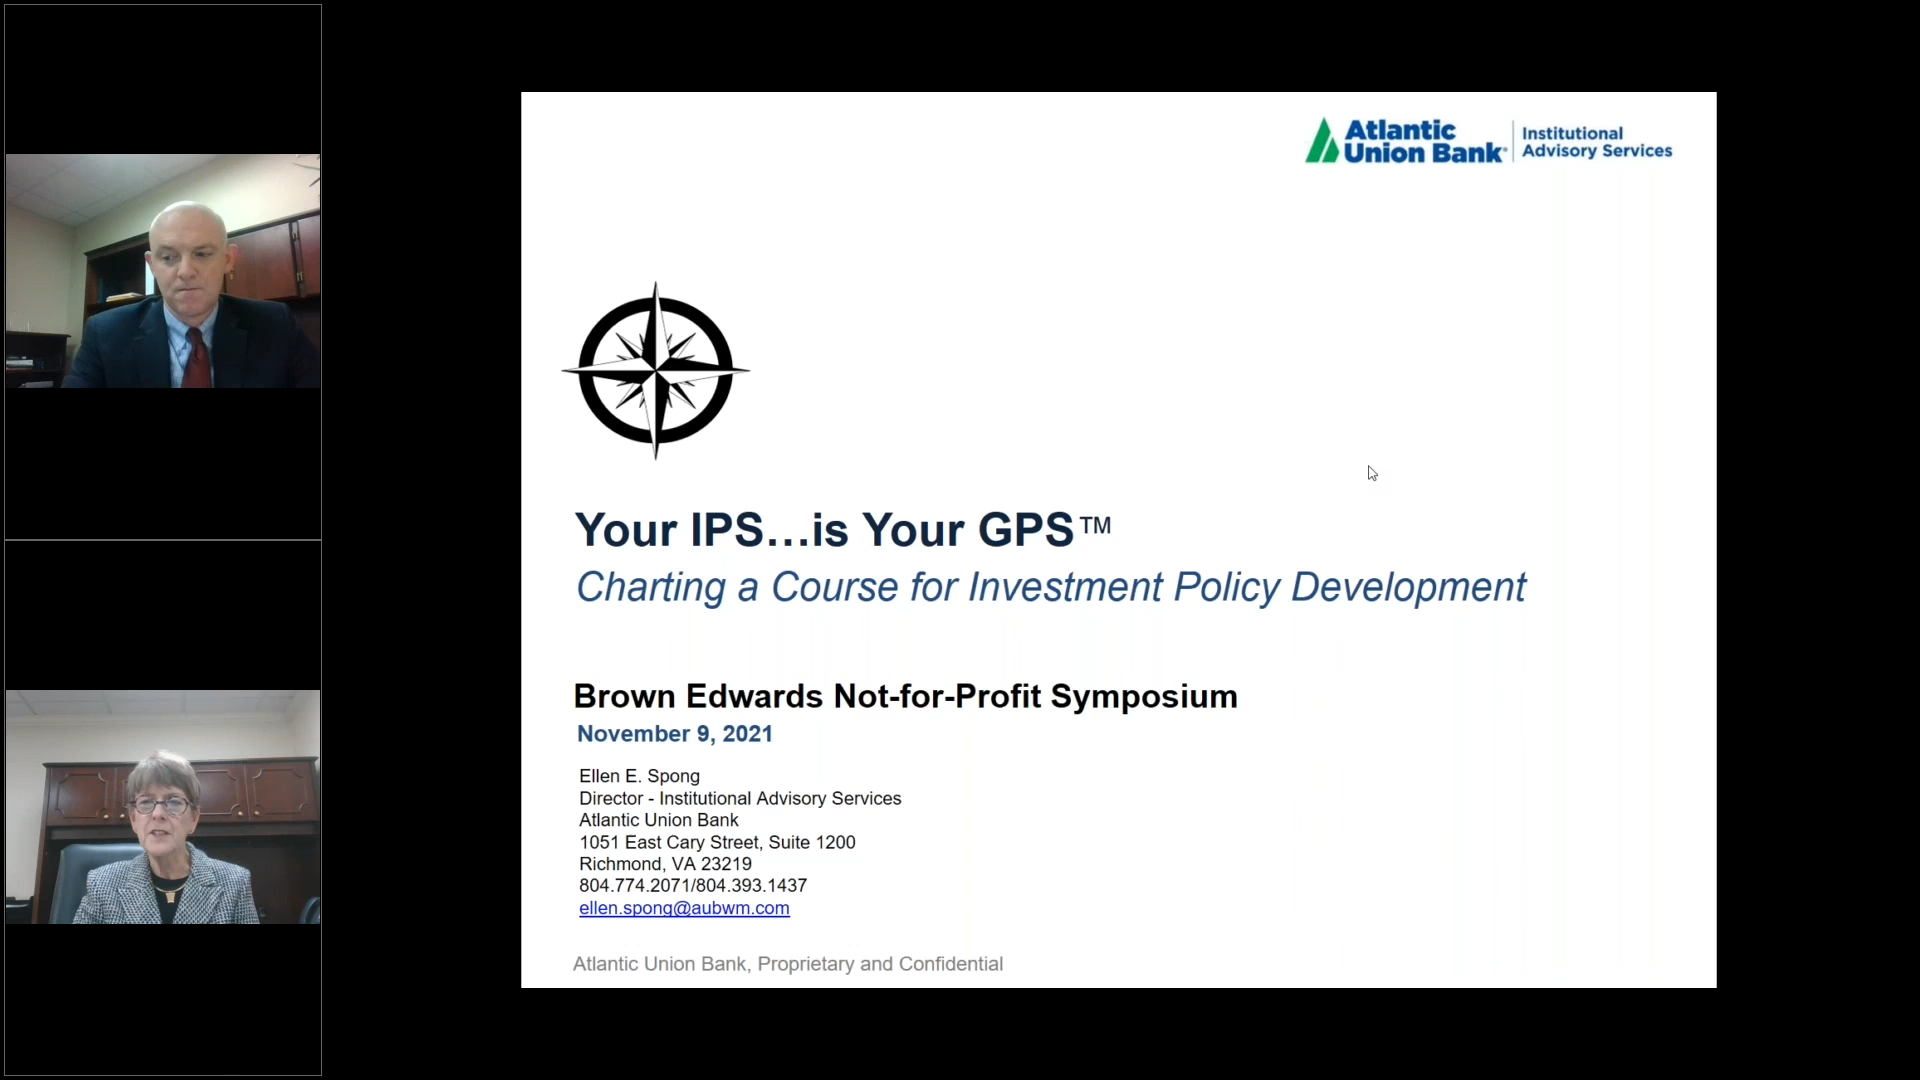 Atlantic
Union Bank
Institutional
Advisory Services
Your IPS...is Your GPS™
Charting a Course for Investment Policy Development
Brown Edwards Not-for-Profit Symposium
November 9, 2021
Ellen E. Spong
Director - Institutional Advisory Services
Atlantic Union Bank
1051 East Cary Street, Suite 1200
Richmond, VA 23219
804.774.2071/804.393.1437
ellen.spong@aubwm.com
Atlantic Union Bank, Proprietary and Confidential